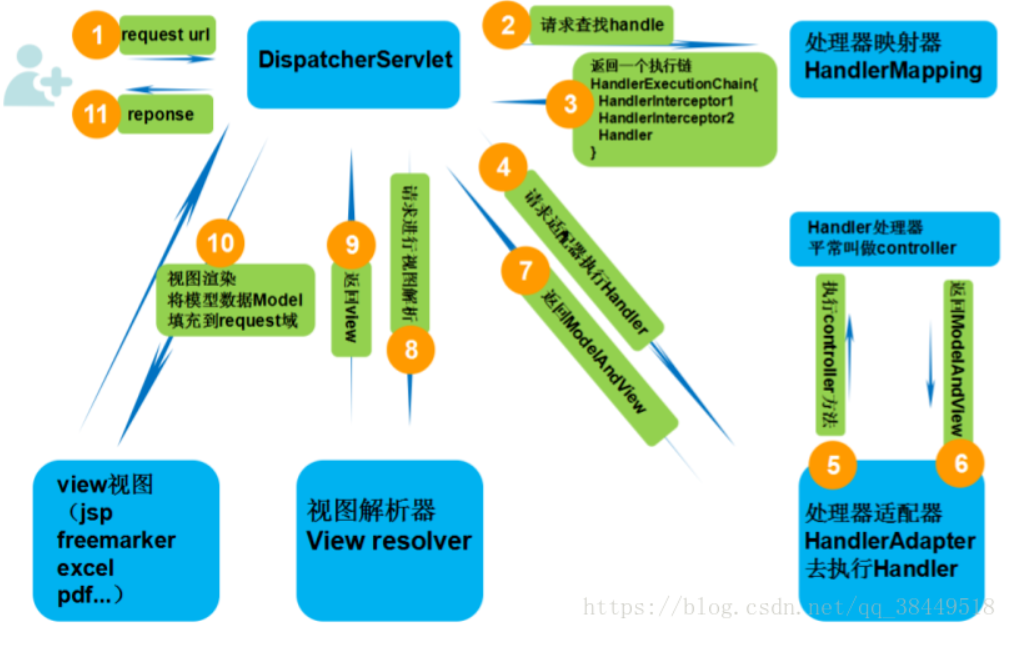 1
request url
DispatcherServlet
2
请求查找handle
处理器映射器
HandlerMapping
3
返回一个执行链
HandlerExecutionChain{
HandlerInterceptor1
HandlerInterceptor2
Handler
}
11
reponse
4
请求适配器执行Handler
Handler处理器
平常叫做controller
10
视图渲染
将模型数据Model
填充到request域
9
返回view
请求进行视图解析
8
7
返回ModelAndView
执行controller方法
5
返回ModelAndView
6
view视图
（jsp
freemarker
excel
pdf...）
视图解析器
View resolver
处理器适配器
HandlerAdapter
去执行Handler
https://blog.csdn.net/qq_38449518